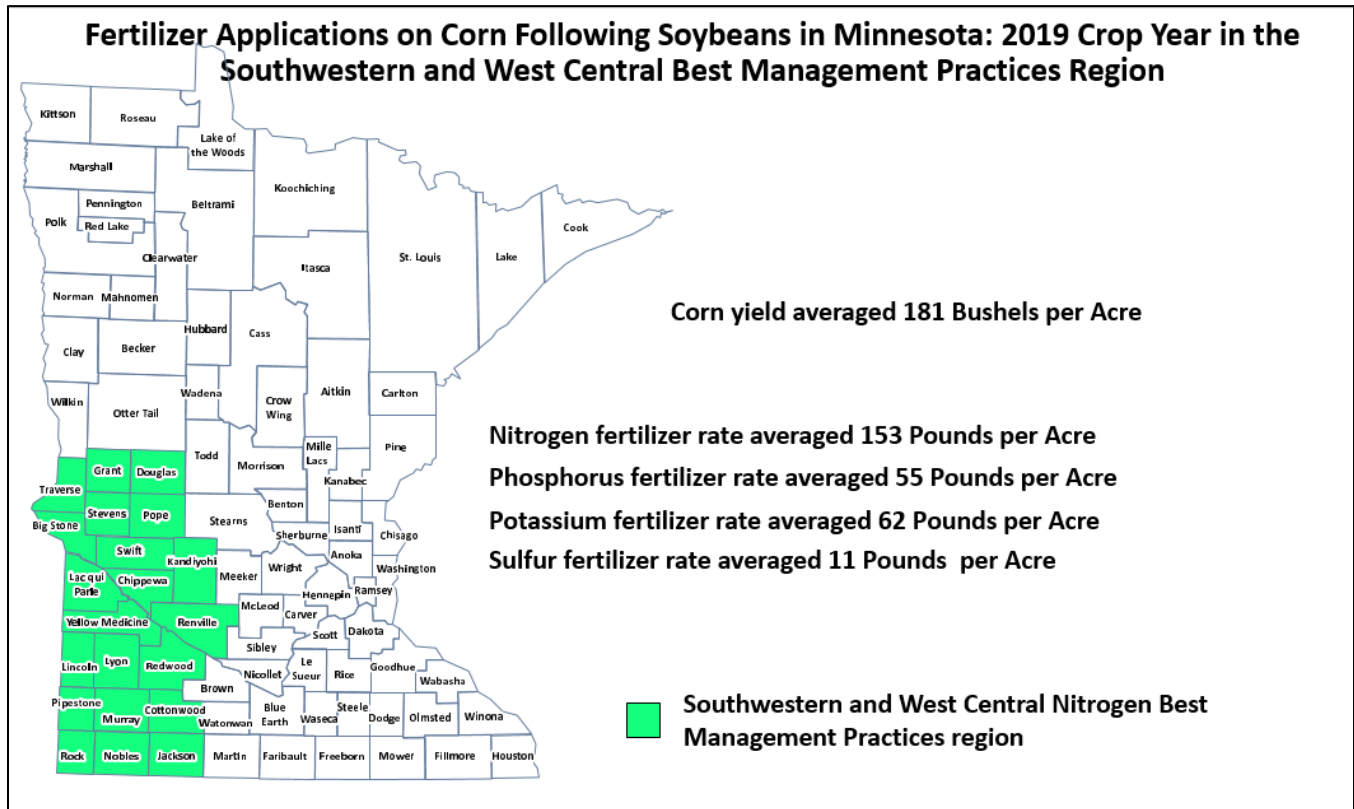 Fertilizer Applications on Corn Following Soybeans in Minnesota: 2019 Crop Year in the
Southwestern and West Central Best Management Practices Region
Kittson
Roseau
Lake of
the Woods
Marshall
Koochiching
Pennington
Beltrami
Polk
Red Lake
Cook
Clearwater
St. Louis
Lake
Itasca
Norman
Mahnomen
Corn yield averaged 181 Bushels per Acre
Hubbard
Cass
Clay
Becker
Wadena
Aitkin
Carlton
Wilkin
Crow
Wing
Otter Tail
Nitrogen fertilizer rate averaged 153 Pounds per Acre
Mille
Lacs
Pine
Todd
Morrison
Grant
Douglas
Phosphorus fertilizer rate averaged 55 Pounds per Acre
Kanabec
Traverse
Benton
Stevens
Pope
Big Stone
Stearns
Potassium fertilizer rate averaged 62 Pounds per Acre
Isanti
Sherburne
Chisago
Swift
Anoka
Sulfur fertilizer rate averaged 11 Pounds  per Acre
Kandiyohi
Meeker
Wright
Washington
Lac qui
Parle
Chippewa
Hennepin
Ramsey
McLeod
Carver
Yellow Medicine
Renville
Scott
Dakota
Sibley
Lincoln
Lyon
Redwood
Nicollet
Le
Sueur
Rice
Goodhue
Wabasha
Brown
Pipestone
Murray
Cottonwood
Watonwan
Blue
Earth
Waseca
Steele
Dodge
Olmsted
Winona
Southwestern and West Central Nitrogen Best
Management Practices region
Rock
Nobles
Jackson
Martin
Faribault
Freeborn
Mower
Fillmore
Houston